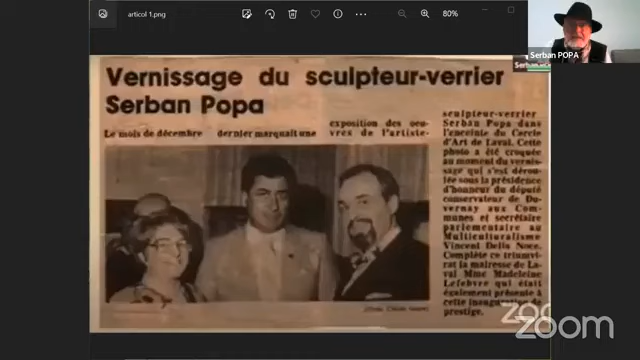 articol 1.png
80%
Serban POPA
Vernissage du sculpteur-verrier
Serban Popa
Le mois de décembre dernier marquait une
exposition des oeu-
vres de l'artiste-
sculpteur-verrier
Serban Popa dans
l'enceinte du Cercle
d'Art de Laval. Cette
photo a été croquée
au moment du vernis-
sage qui s'est dérou-
lée sous la présidence
d'honneur du député
conservateur de Du-
vernay aux Com-
munes et secrétaire
parlementaire au
Multiculturalisme
Vincent Della Noce.
Complète ce triumvi-
rat la mairesse de La-
val Mme Madeleine
Lefebvre qui était
également présente à
cette inauguration de
prestige.
zoom